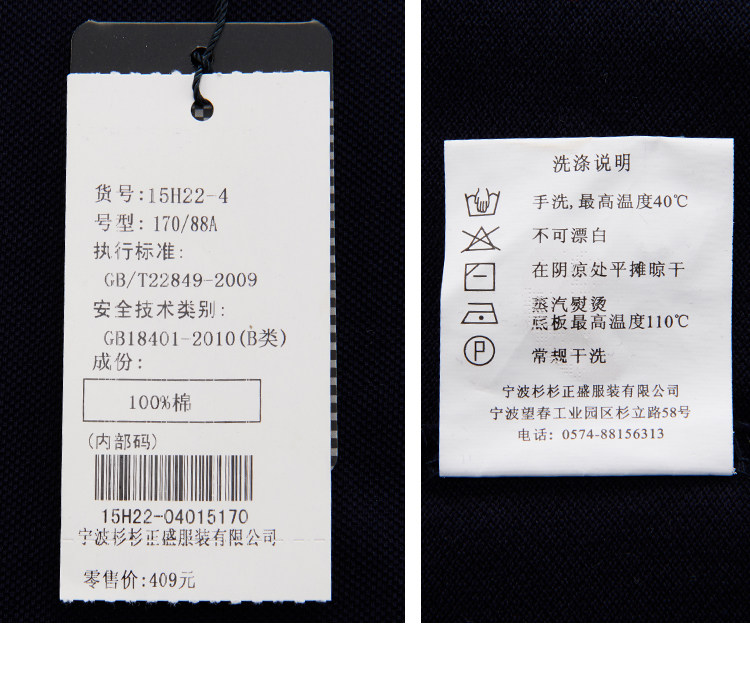 货号:15H22-4
号型:170/88A
执行标准:
GB/T22849-2009
安全技术类别:
GB18401-2010(B类)
成份:
100%棉
(内部码)
15H22-04015170
宁波杉杉正盛服装有限公司
零售价:409元
洗涤说明
手洗,最高温度40℃
不可漂白
在阴凉处平摊晾干
蒸汽熨烫
底板最高温度110℃
P
常规干洗
宁波杉杉正盛服装有限公司
宁波望春工业园区杉立路58号
电话: 0574-88156313